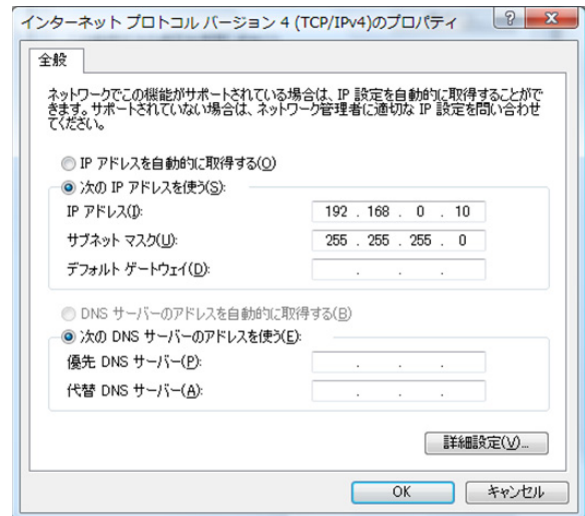 インターネット プロトコル バージョン 4 (TCP/IPv4)のプロパティ
全般
ネットワークでこの機能がサポートされている場合は、IP 設定を自動的に取得することがで
きます。サポートされていない場合は、ネットワーク管理者に適切な IP 設定を問い合わせ
てください。
IP アドレスを自動的に取得する(O)
次の IP アドレスを使う(S):
IP アドレス(I): 192 . 168 . 0 . 10
サブネット マスク(U): 255 . 255 . 255 . 0
デフォルト ゲートウェイ(D): . . .
DNS サーバーのアドレスを自動的に取得する(B)
次の DNS サーバーのアドレスを使う(E):
優先 DNS サーバー(P): . . .
代替 DNS サーバー(A): . . .
詳細設定(V)...
OK キャンセル